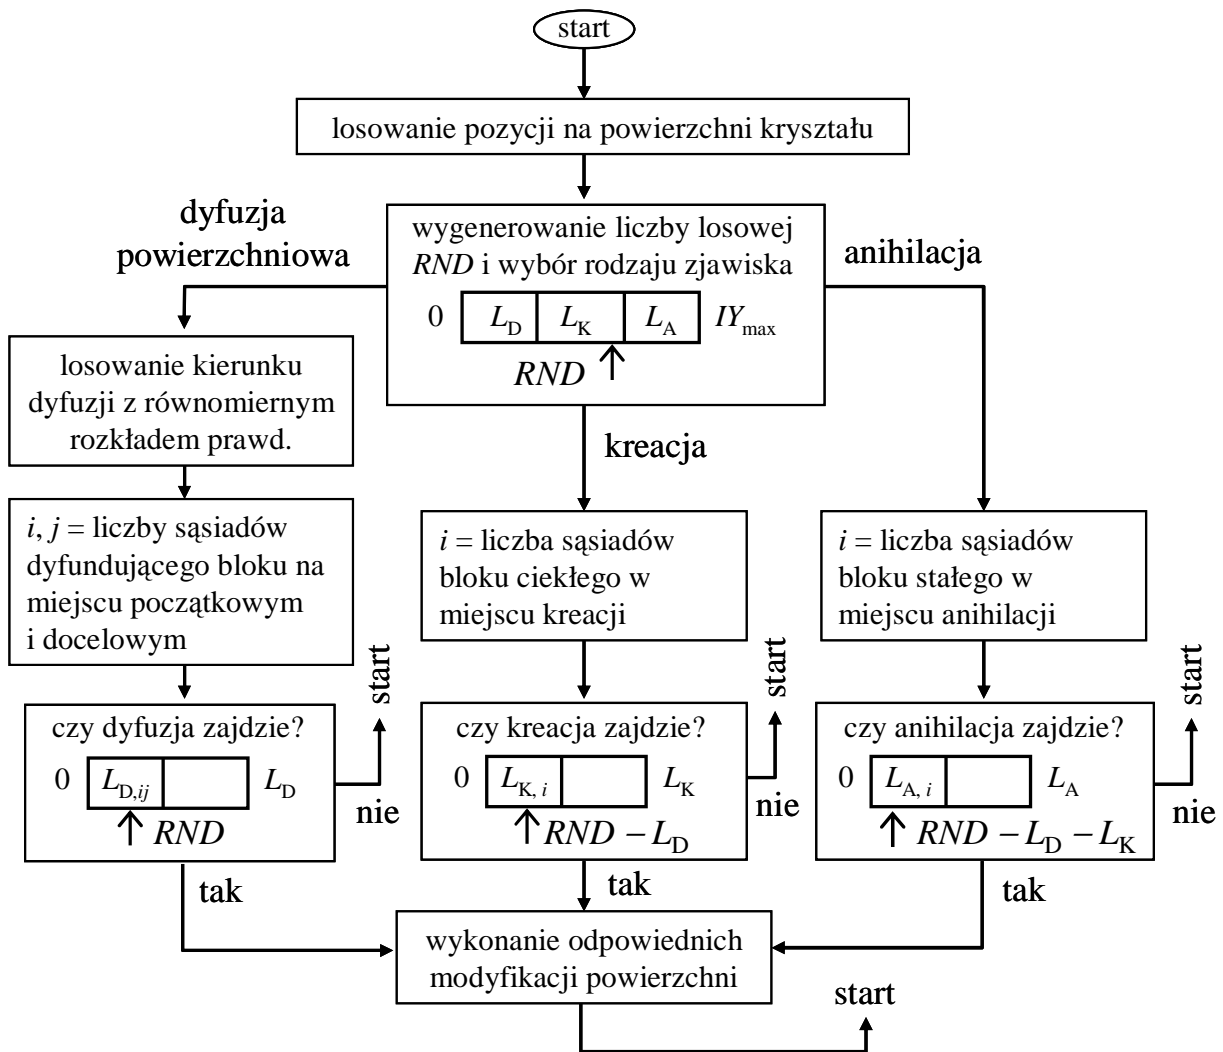 start
losowanie pozycji na powierzchni kryształu
dyfuzja
powierzchniowa
wygenerowanie liczby losowej
RND i wybór rodzaju zjawiska
0 L_D L_K L_A IY_max
RND
anihilacja
kreacja
losowanie kierunku
dyfuzji z równomiernym
rozkładem prawd.
i, j = liczby sąsiadów
dyfundującego bloku na
miejscu początkowym
i docelowym
i = liczba sąsiadów
bloku ciekłego w
miejscu kreacji
i = liczba sąsiadów
bloku stałego w
miejscu anihilacji
czy dyfuzja zajdzie?
0 L_D,ij L_D
RND
start
nie
tak
czy kreacja zajdzie?
0 L_K, i L_K
RND – L_D
start
nie
tak
czy anihilacja zajdzie?
0 L_A, i L_A
RND – L_D – L_K
start
nie
tak
wykonanie odpowiednich
modyfikacji powierzchni
start